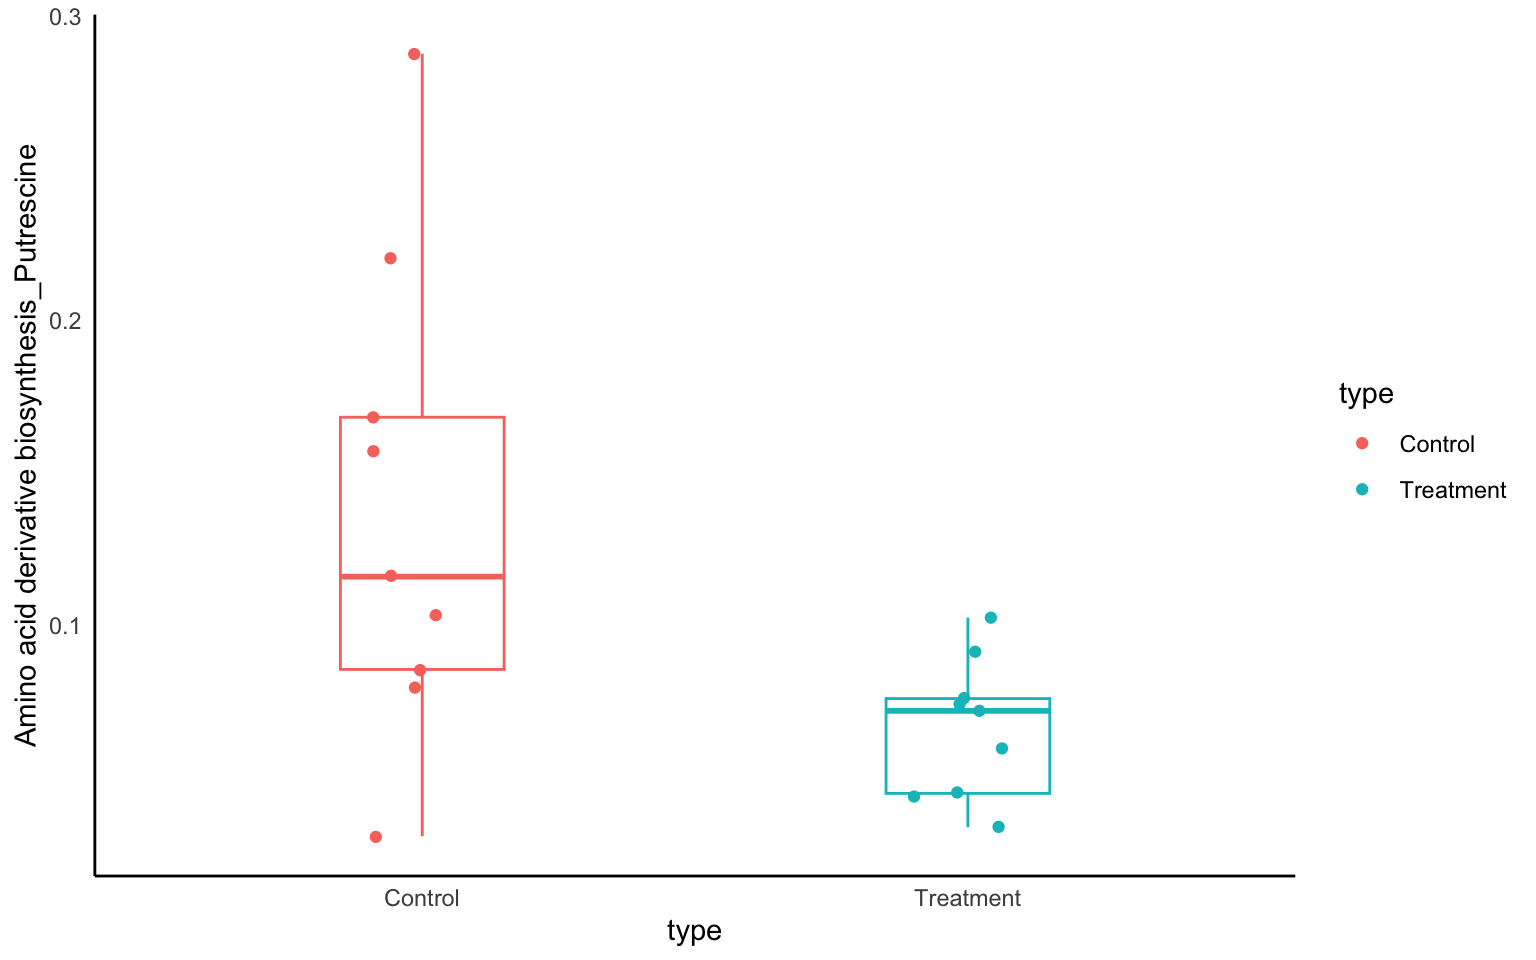 Amino acid derivative biosynthesis_Putrescine
0.3
0.2
0.1
Control
Treatment
type
type
Control
Treatment